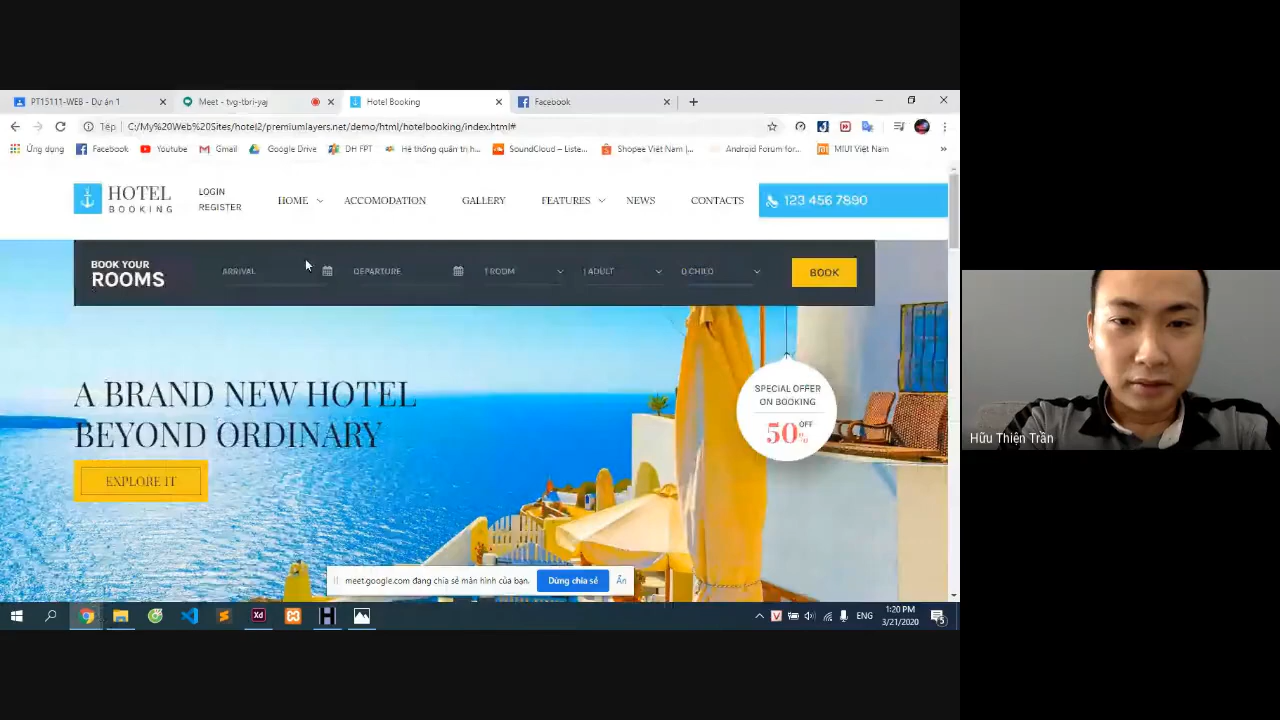 PT15111-WEB - Dự án 1
Meet - tvg-tbri-yaj
Hotel Booking
Facebook
Tệp
C:/My%20Web%20Sites/hotel2/premiumlayers.net/demo/html/hotelbooking/index.html#
Ứng dụng
Facebook
Youtube
Gmail
Google Drive
DH FPT
Hệ thống quản trị h...
SoundCloud – Liste...
Shopee Việt Nam |...
Android Forum for...
MIUI Việt Nam
»
HOTEL
BOOKING
LOGIN
REGISTER
HOME
ACCOMODATION
GALLERY
FEATURES
NEWS
CONTACTS
123 456 7890
BOOK YOUR
ROOMS
ARRIVAL
DEPARTURE
1 ROOM
1 ADULT
0 CHILD
BOOK
A BRAND NEW HOTEL
BEYOND ORDINARY
EXPLORE IT
SPECIAL OFFER
ON BOOKING
50% OFF
meet.google.com đang chia sẻ màn hình của bạn.
Dừng chia sẻ
Ẩn
Xd
ENG
1:20 PM
3/21/2020
5
Hữu Thiện Trần